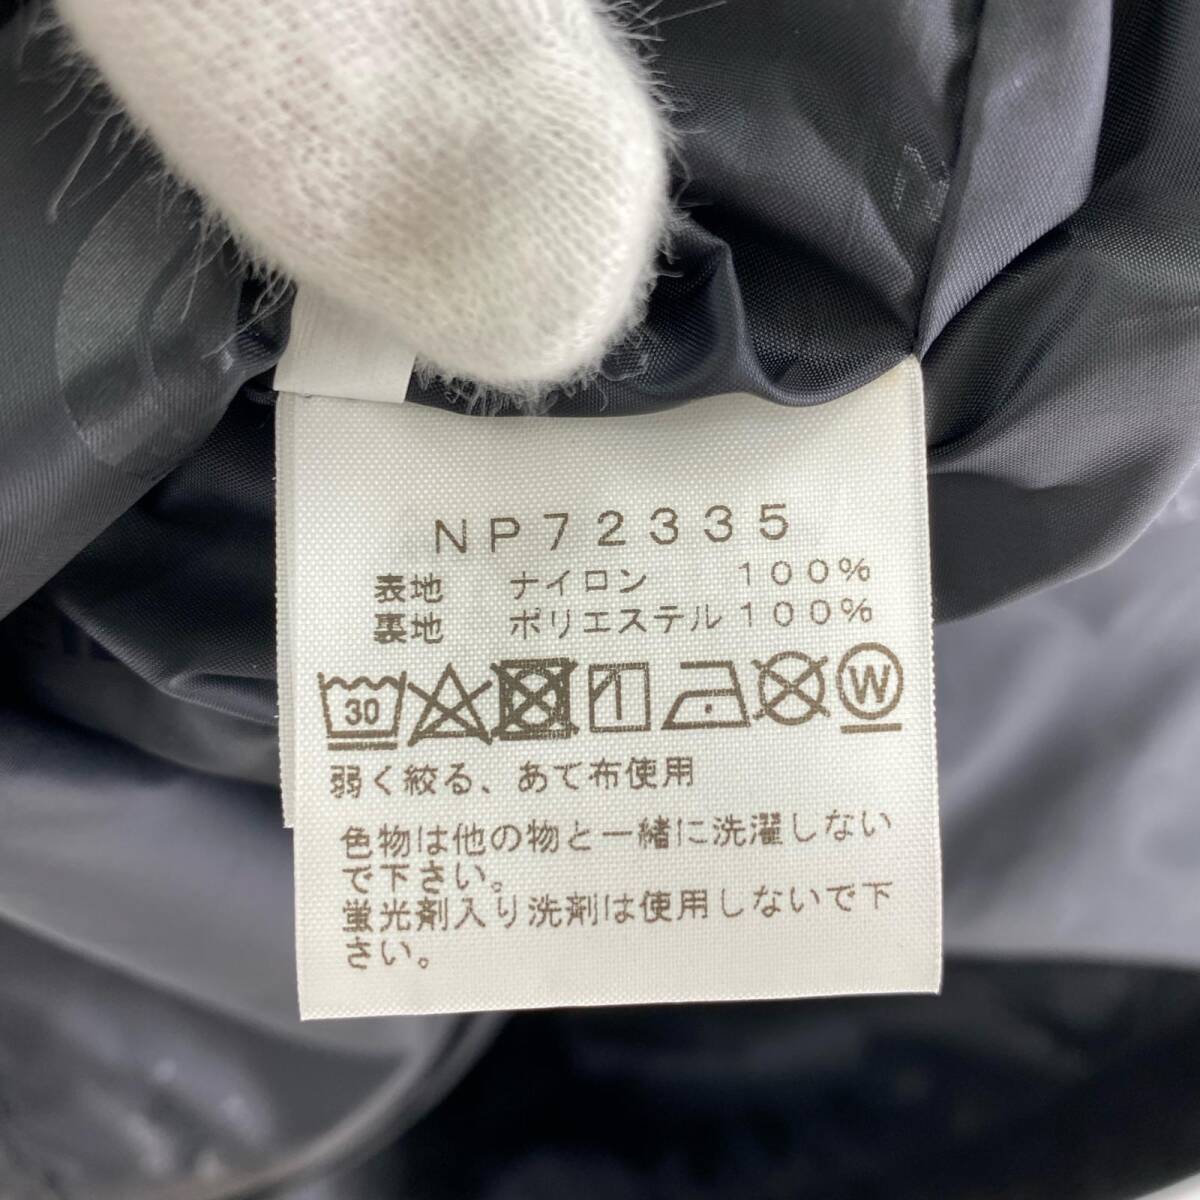 NP72335
表地 ナイロン 100%
裏地 ポリエステル100%
30 W
弱く絞る、あて布使用
色物は他の物と一緒に洗濯しない
で下さい。
蛍光剤入り洗剤は使用しないで下
さい。